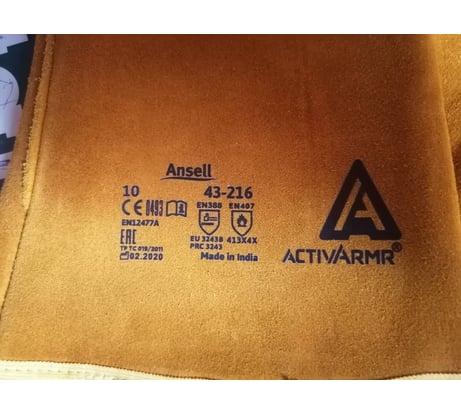 Ansell
10 43-216
CE 0493 EN388 EN407
EN12477A
EAC EU 3243B 413X4X
TP TC 019/2011 PRC 3243
02.2020 Made in India
ACTIVARMR®